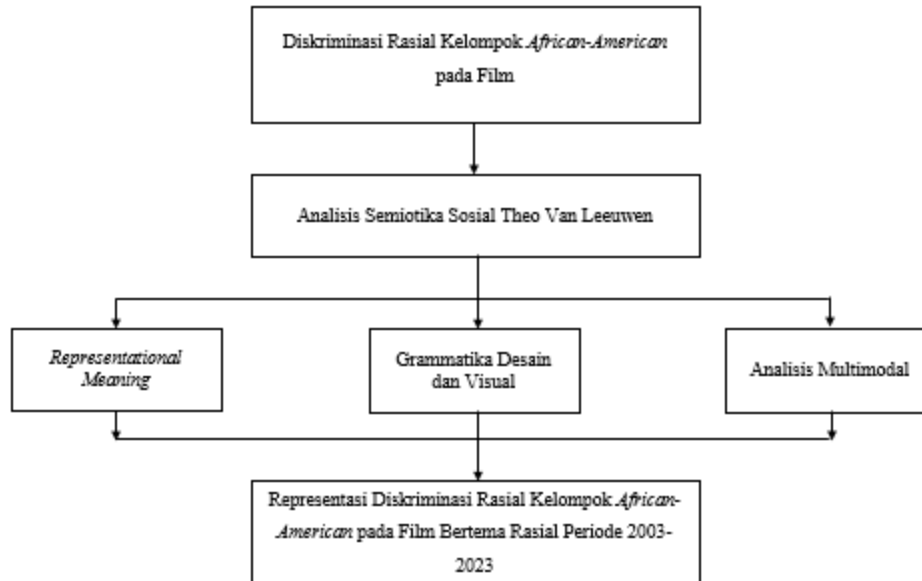 Diskriminasi Rasial Kelompok African-American
pada Film
Analisis Semiotika Sosial Theo Van Leeuwen
Representational
Meaning
Grammatika Desain
dan Visual
Analisis Multimodal
Representasi Diskriminasi Rasial Kelompok African-
American pada Film Bertema Rasial Periode 2003-
2023